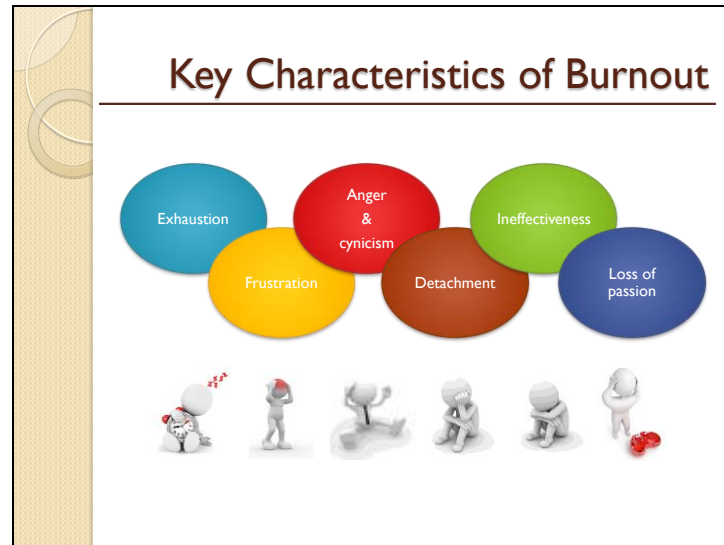 Key Characteristics of Burnout
Exhaustion
Frustration
Anger
&
cynicism
Detachment
Ineffectiveness
Loss of
passion